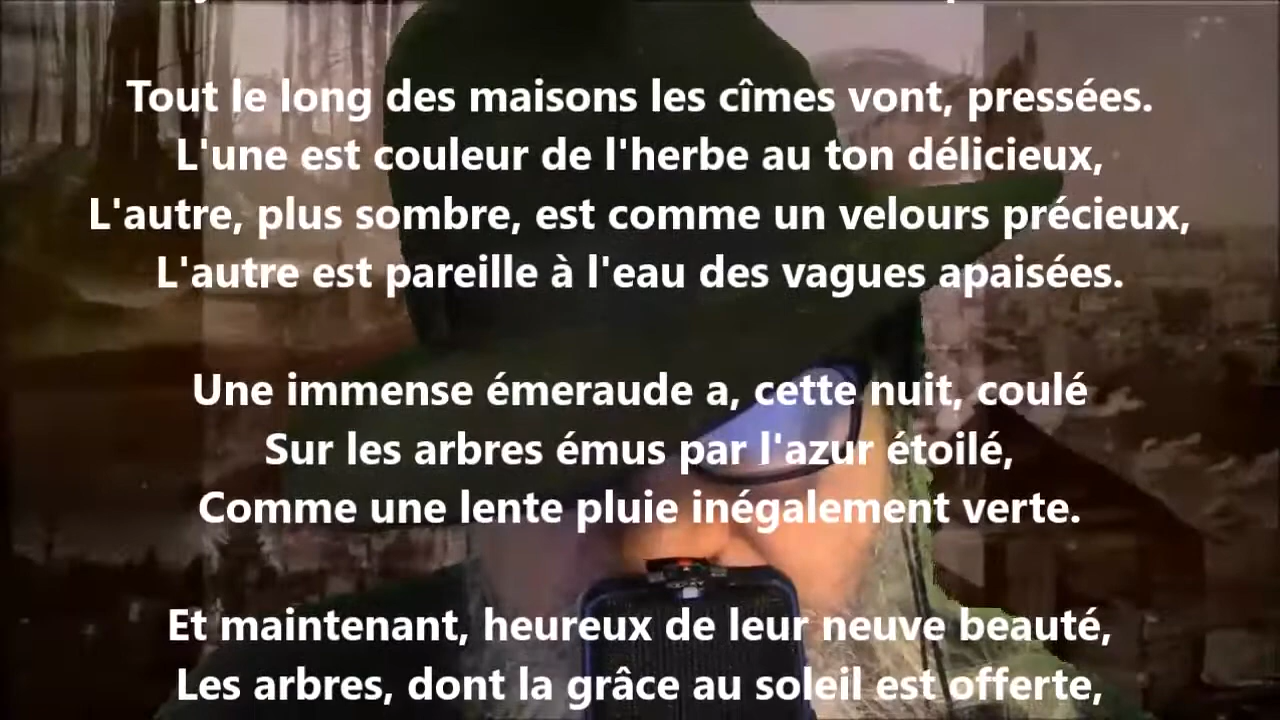 Tout le long des maisons les cîmes vont, pressées.
L'une est couleur de l'herbe au ton délicieux,
L'autre, plus sombre, est comme un velours précieux,
L'autre est pareille à l'eau des vagues apaisées.
Une immense émeraude a, cette nuit, coulé
Sur les arbres émus par l'azur étoilé,
Comme une lente pluie inégalement verte.
Et maintenant, heureux de leur neuve beauté,
Les arbres, dont la grâce au soleil est offerte,